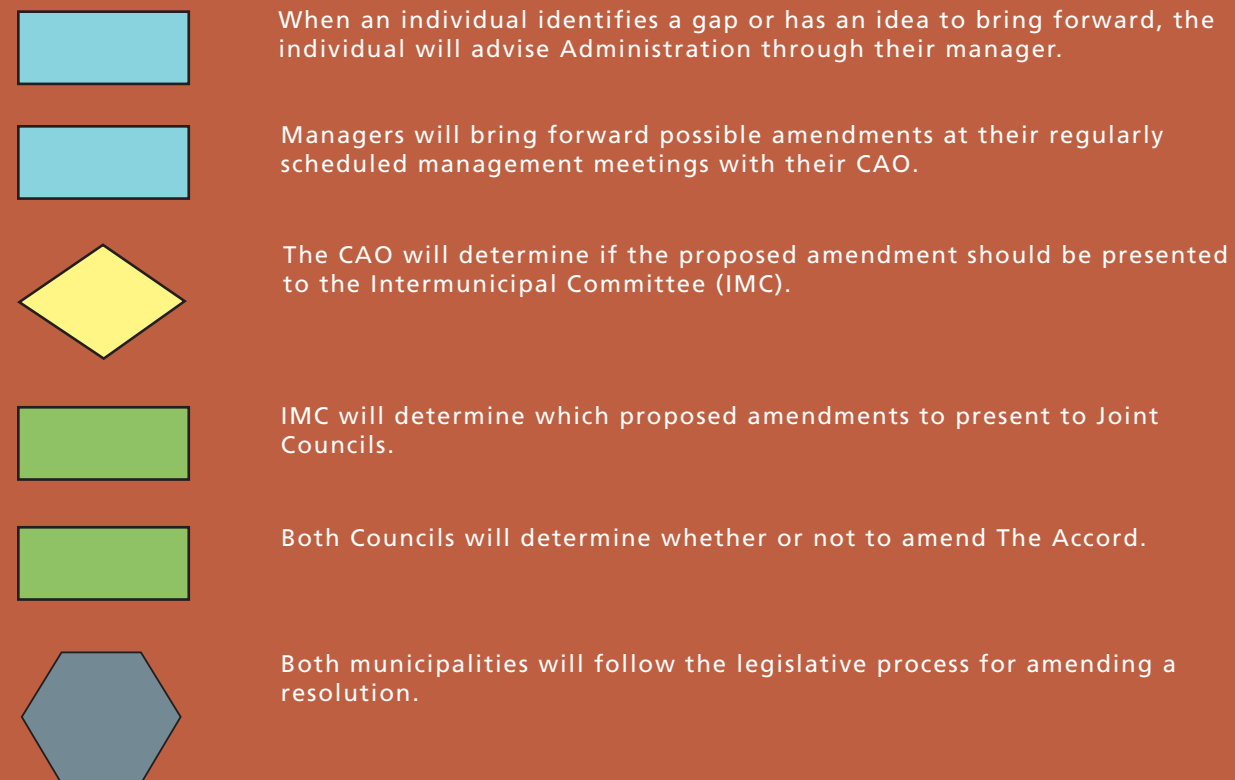 When an individual identifies a gap or has an idea to bring forward, the
individual will advise Administration through their manager.
Managers will bring forward possible amendments at their regularly
scheduled management meetings with their CAO.
The CAO will determine if the proposed amendment should be presented
to the Intermunicipal Committee (IMC).
IMC will determine which proposed amendments to present to Joint
Councils.
Both Councils will determine whether or not to amend The Accord.
Both municipalities will follow the legislative process for amending a
resolution.